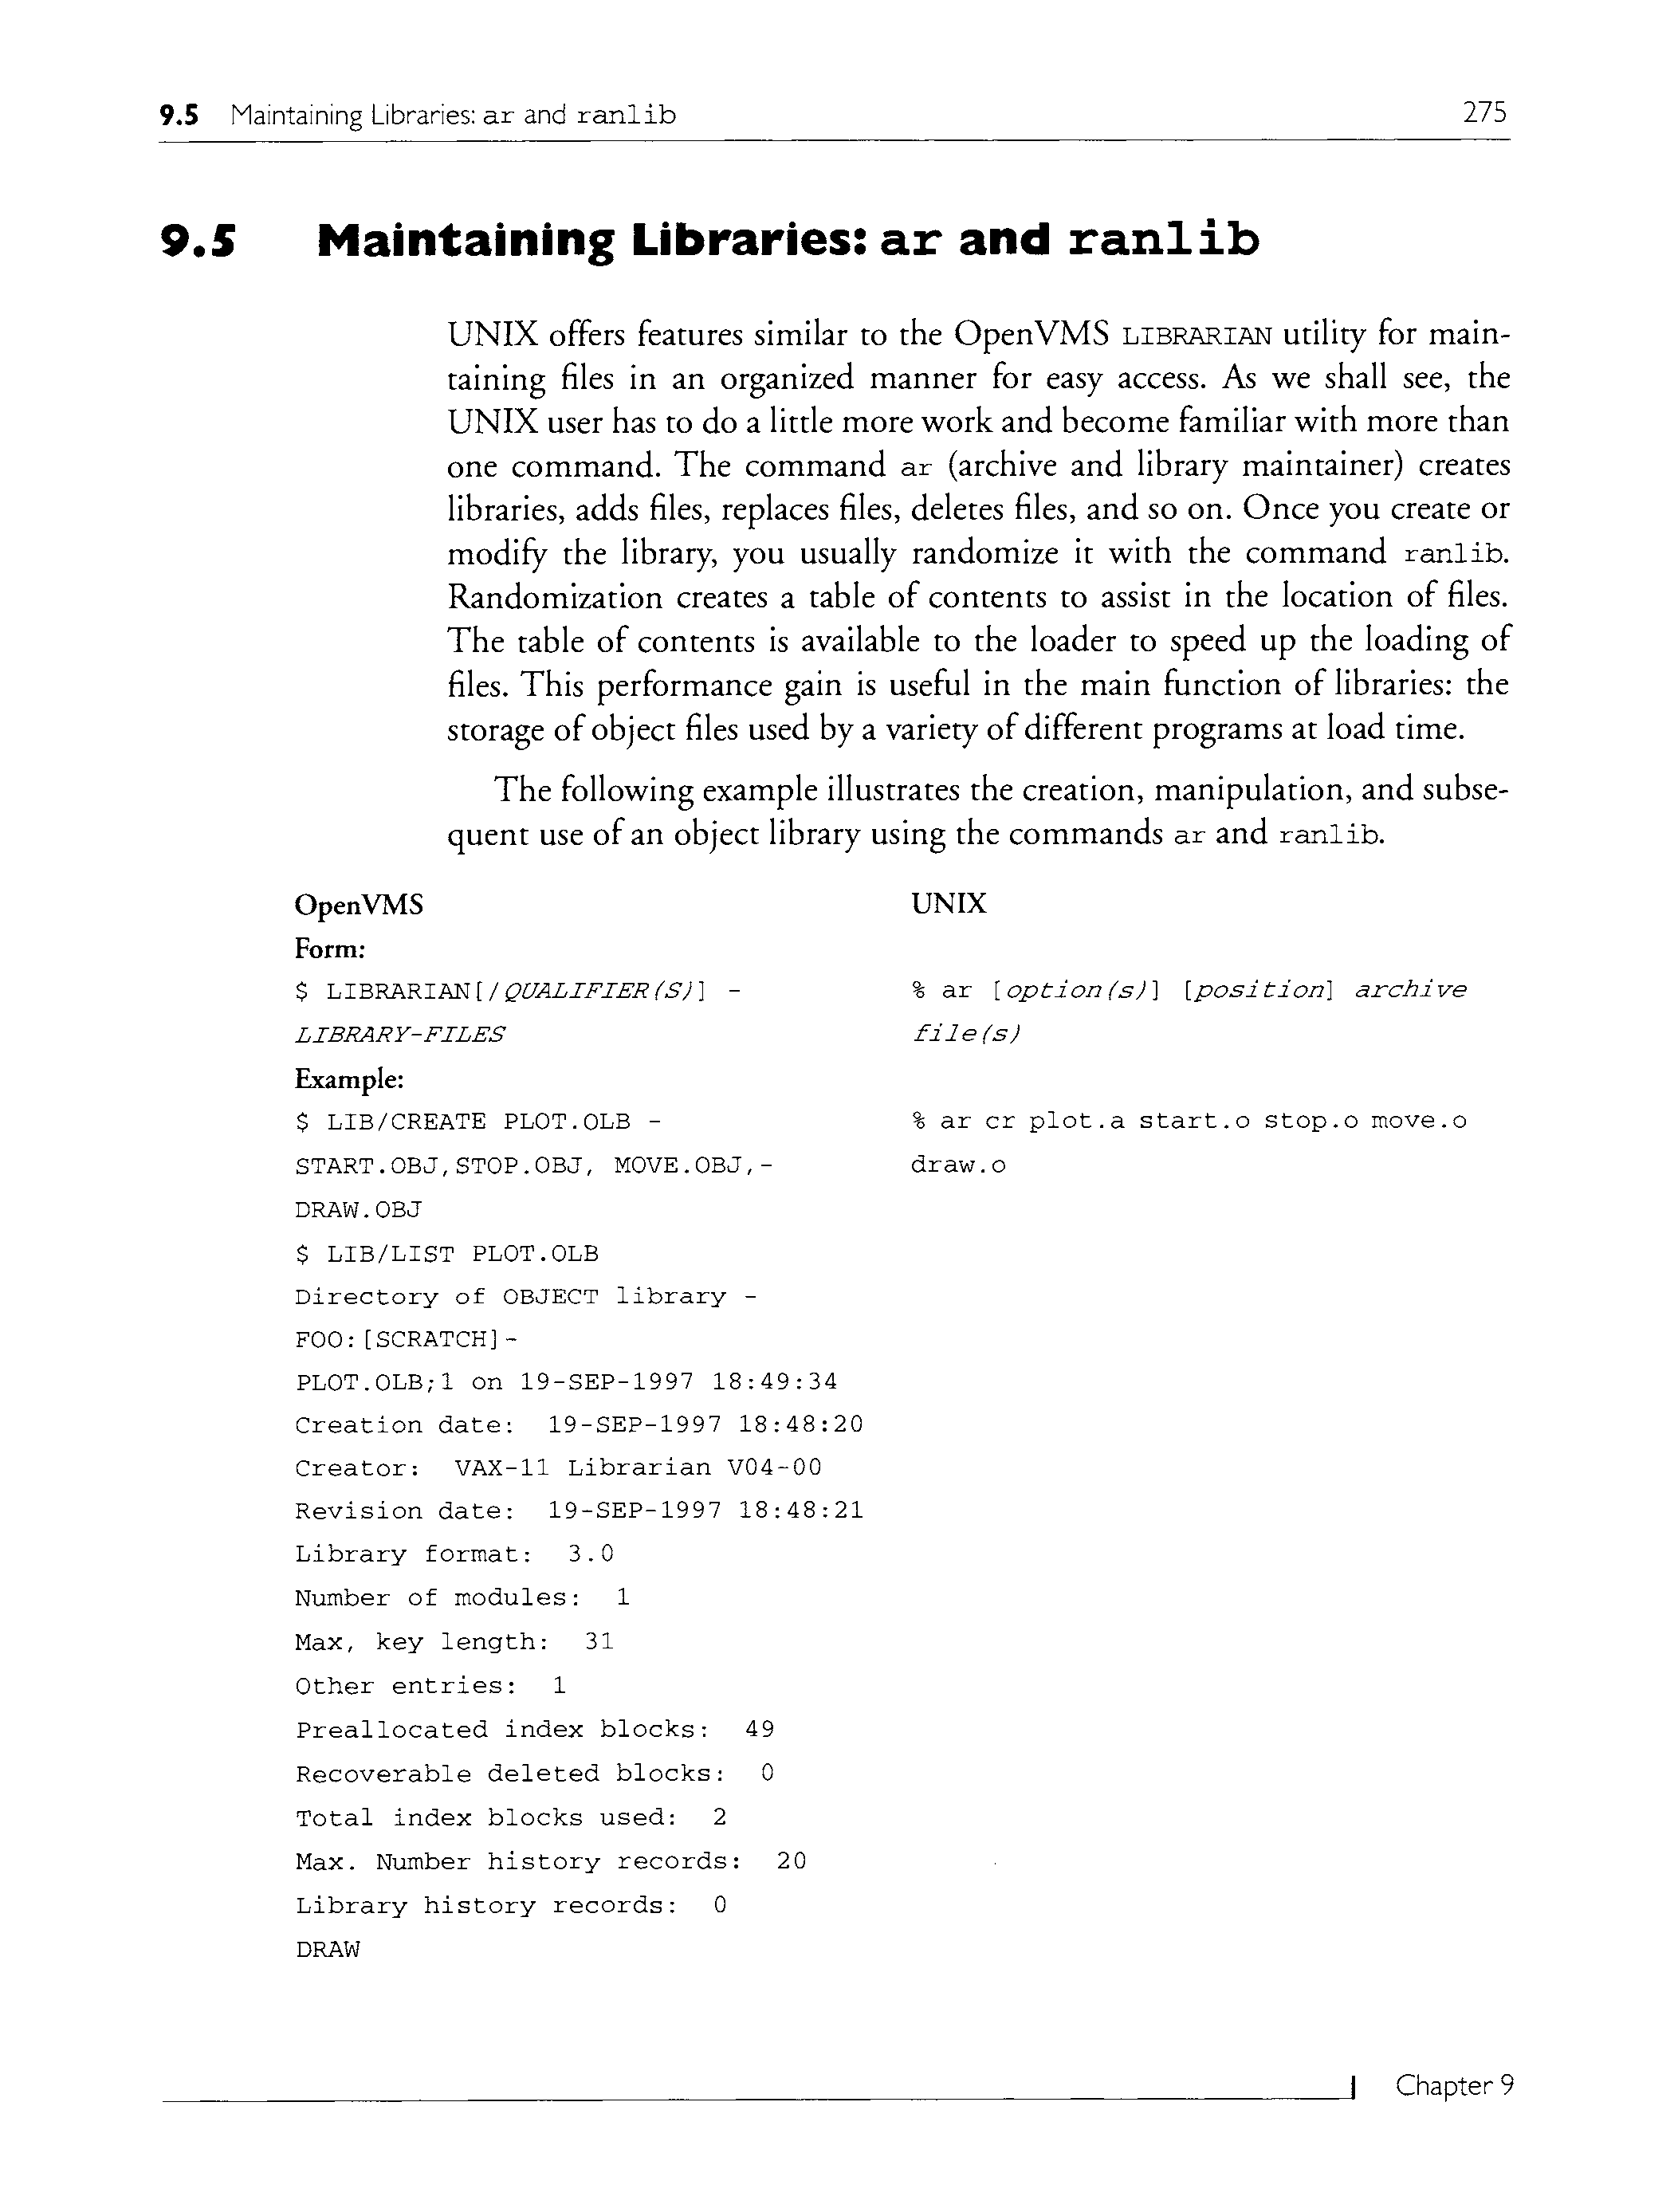 9.5 Maintaining Libraries: ar and ranlib 275
9.5 Maintaining Libraries: ar and ranlib
UNIX offers features similar to the OpenVMS LIBRARIAN utility for main-
taining files in an organized manner for easy access. As we shall see, the
UNIX user has to do a little more work and become familiar with more than
one command. The command ar (archive and library maintainer) creates
libraries, adds files, replaces files, deletes files, and so on. Once you create or
modify the library, you usually randomize it with the command ranlib.
Randomization creates a table of contents to assist in the location of files.
The table of contents is available to the loader to speed up the loading of
files. This performance gain is useful in the main function of libraries: the
storage of object files used by a variety of different programs at load time.
The following example illustrates the creation, manipulation, and subse-
quent use of an object library using the commands ar and ranlib.
OpenVMS UNIX
Form:
$ LIBRARIAN[/QUALIFIER(S)] - % ar [option(s)] [position] archive
LIBRARY-FILES file(s)
Example:
$ LIB/CREATE PLOT.OLB - % ar cr plot.a start.o stop.o move.o
START.OBJ,STOP.OBJ, MOVE.OBJ,- draw.o
DRAW.OBJ
$ LIB/LIST PLOT.OLB
Directory of OBJECT library -
FOO:[SCRATCH]-
PLOT.OLB;1 on 19-SEP-1997 18:49:34
Creation date: 19-SEP-1997 18:48:20
Creator: VAX-11 Librarian V04-00
Revision date: 19-SEP-1997 18:48:21
Library format: 3.0
Number of modules: 1
Max, key length: 31
Other entries: 1
Preallocated index blocks: 49
Recoverable deleted blocks: 0
Total index blocks used: 2
Max. Number history records: 20
Library history records: 0
DRAW
Chapter 9